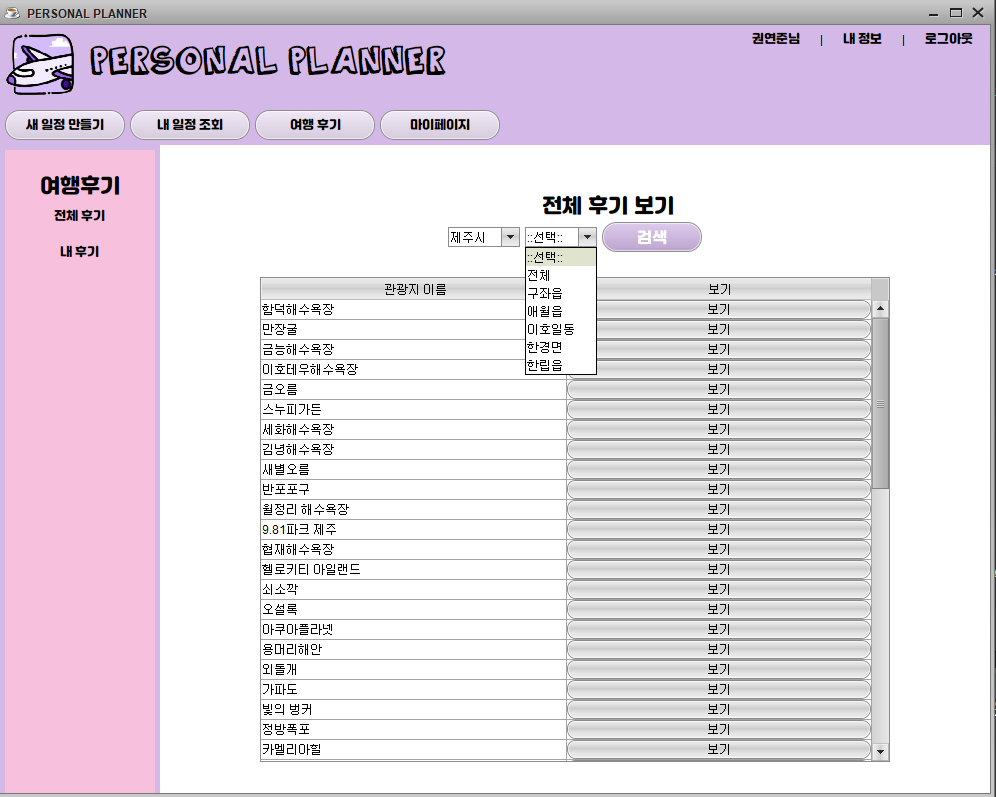 PERSONAL PLANNER
PERSONAL PLANNER
권연준님 | 내 정보 | 로그아웃
새 일정 만들기 내 일정 조회 여행 후기 마이페이지
여행후기
전체 후기
내 후기
전체 후기 보기
제주시 ::선택:: 검색
::선택::
전체
구좌읍
애월읍
이호일동
한경면
한림읍
관광지 이름 보기
함덕해수욕장 보기
만장굴 보기
금능해수욕장 보기
이호테우해수욕장 보기
금오름 보기
스누피가든 보기
세화해수욕장 보기
김녕해수욕장 보기
새별오름 보기
반포포구 보기
월정리 해수욕장 보기
9.81파크 제주 보기
협재해수욕장 보기
헬로키티 아일랜드 보기
쇠소깍 보기
오설록 보기
아쿠아플라넷 보기
용머리해안 보기
외돌개 보기
가파도 보기
빛의 벙커 보기
정방폭포 보기
카멜리아힐 보기